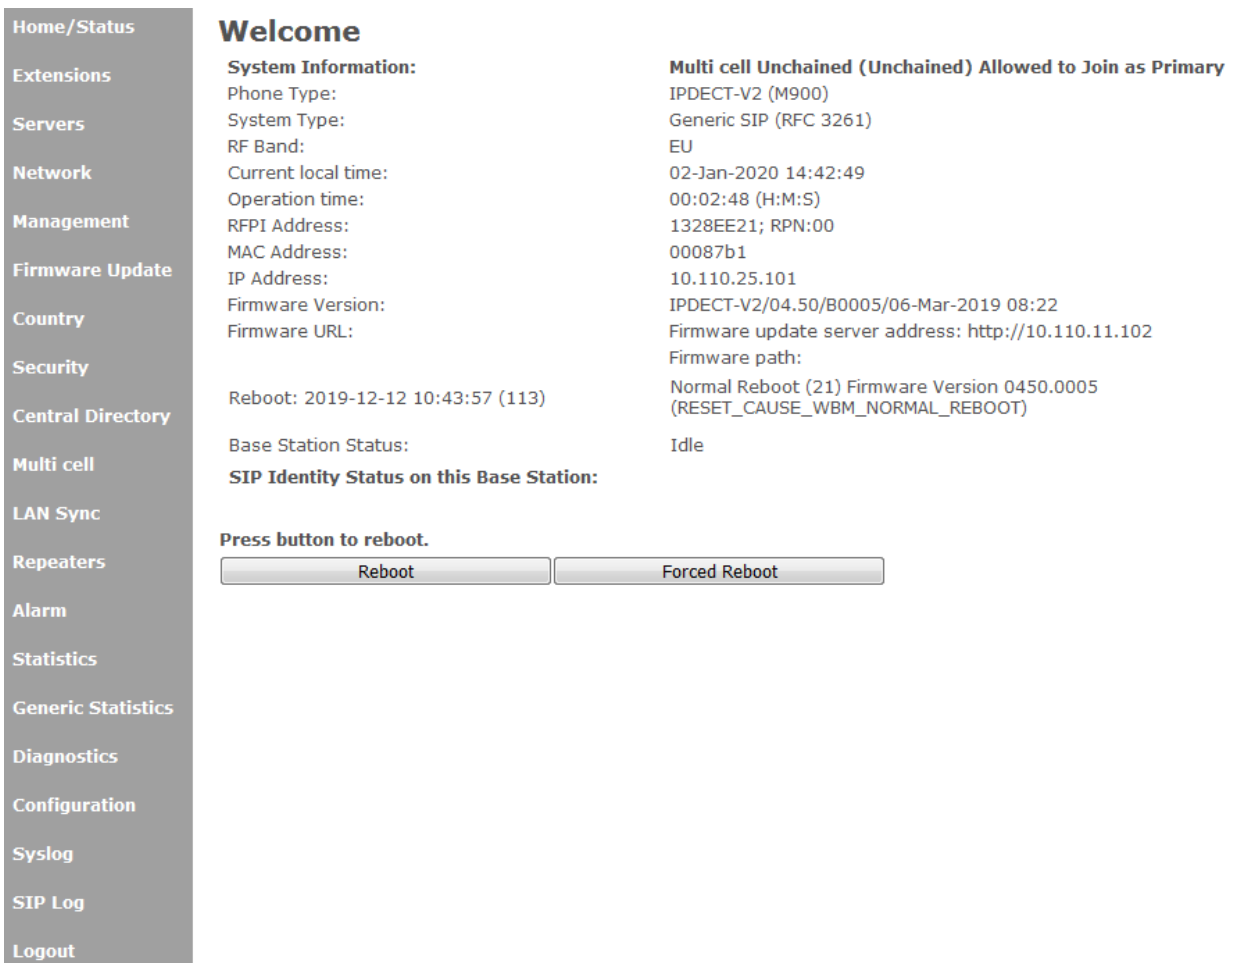 Home/Status
Extensions
Servers
Network
Management
Firmware Update
Country
Security
Central Directory
Multi cell
LAN Sync
Repeaters
Alarm
Statistics
Generic Statistics
Diagnostics
Configuration
Syslog
SIP Log
Logout
Welcome
System Information: Multi cell Unchained (Unchained) Allowed to Join as Primary
Phone Type: IPDECT-V2 (M900)
System Type: Generic SIP (RFC 3261)
RF Band: EU
Current local time: 02-Jan-2020 14:42:49
Operation time: 00:02:48 (H:M:S)
RFPI Address: 1328EE21; RPN:00
MAC Address: 00087b1
IP Address: 10.110.25.101
Firmware Version: IPDECT-V2/04.50/B0005/06-Mar-2019 08:22
Firmware URL: Firmware update server address: http://10.110.11.102
Firmware path:
Reboot: 2019-12-12 10:43:57 (113) Normal Reboot (21) Firmware Version 0450.0005
(RESET_CAUSE_WBM_NORMAL_REBOOT)
Base Station Status: Idle
SIP Identity Status on this Base Station:
Press button to reboot.
Reboot Forced Reboot